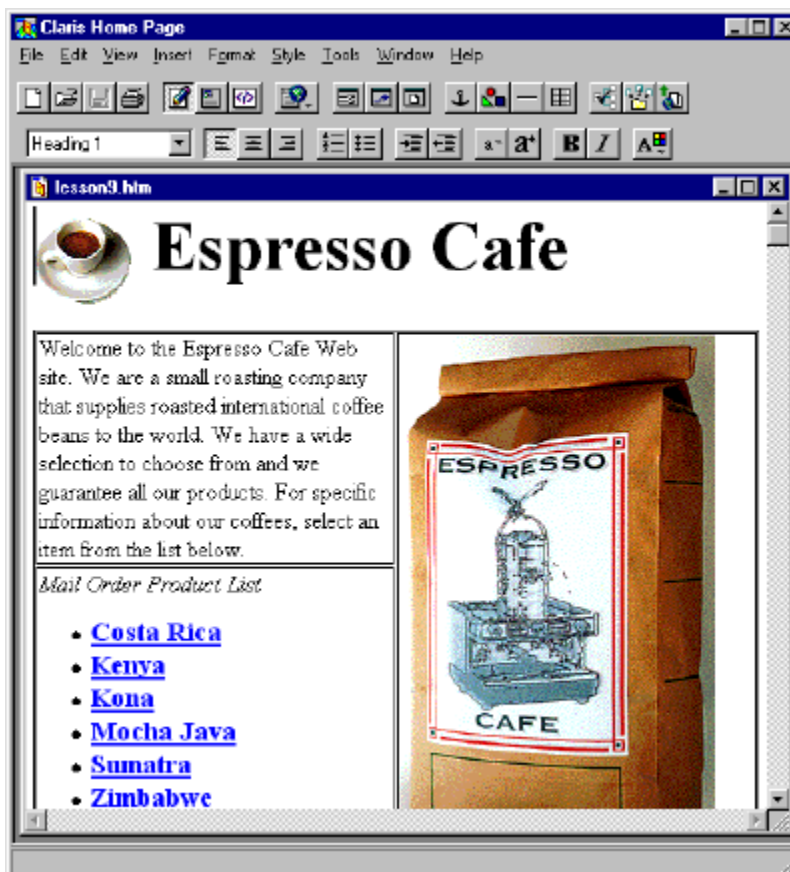 Claris Home Page
File Edit View Insert Format Style Tools Window Help
Heading 1
a- a+ B I A
lesson9.htm
Espresso Cafe
Welcome to the Espresso Cafe Web
site. We are a small roasting company
that supplies roasted international coffee
beans to the world. We have a wide
selection to choose from and we
guarantee all our products. For specific
information about our coffees, select an
item from the list below.
Mail Order Product List
Costa Rica
Kenya
Kona
Mocha Java
Sumatra
Zimbabwe
ESPRESSO
CAFE